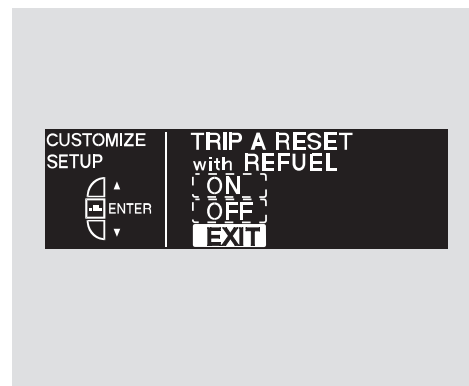 CUSTOMIZE
SETUP
ENTER
TRIP A RESET
with REFUEL
ON
OFF
EXIT